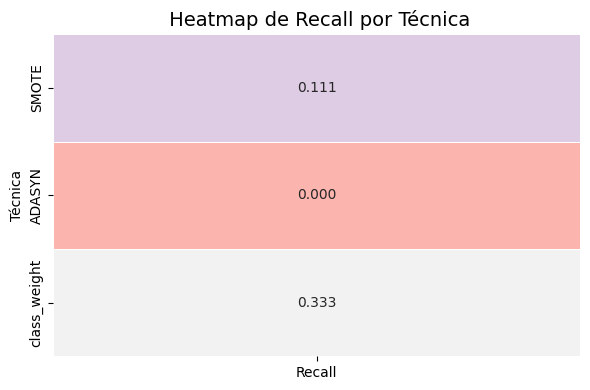 Heatmap de Recall por Técnica
Técnica
SMOTE
0.111
ADASYN
0.000
class_weight
0.333
Recall